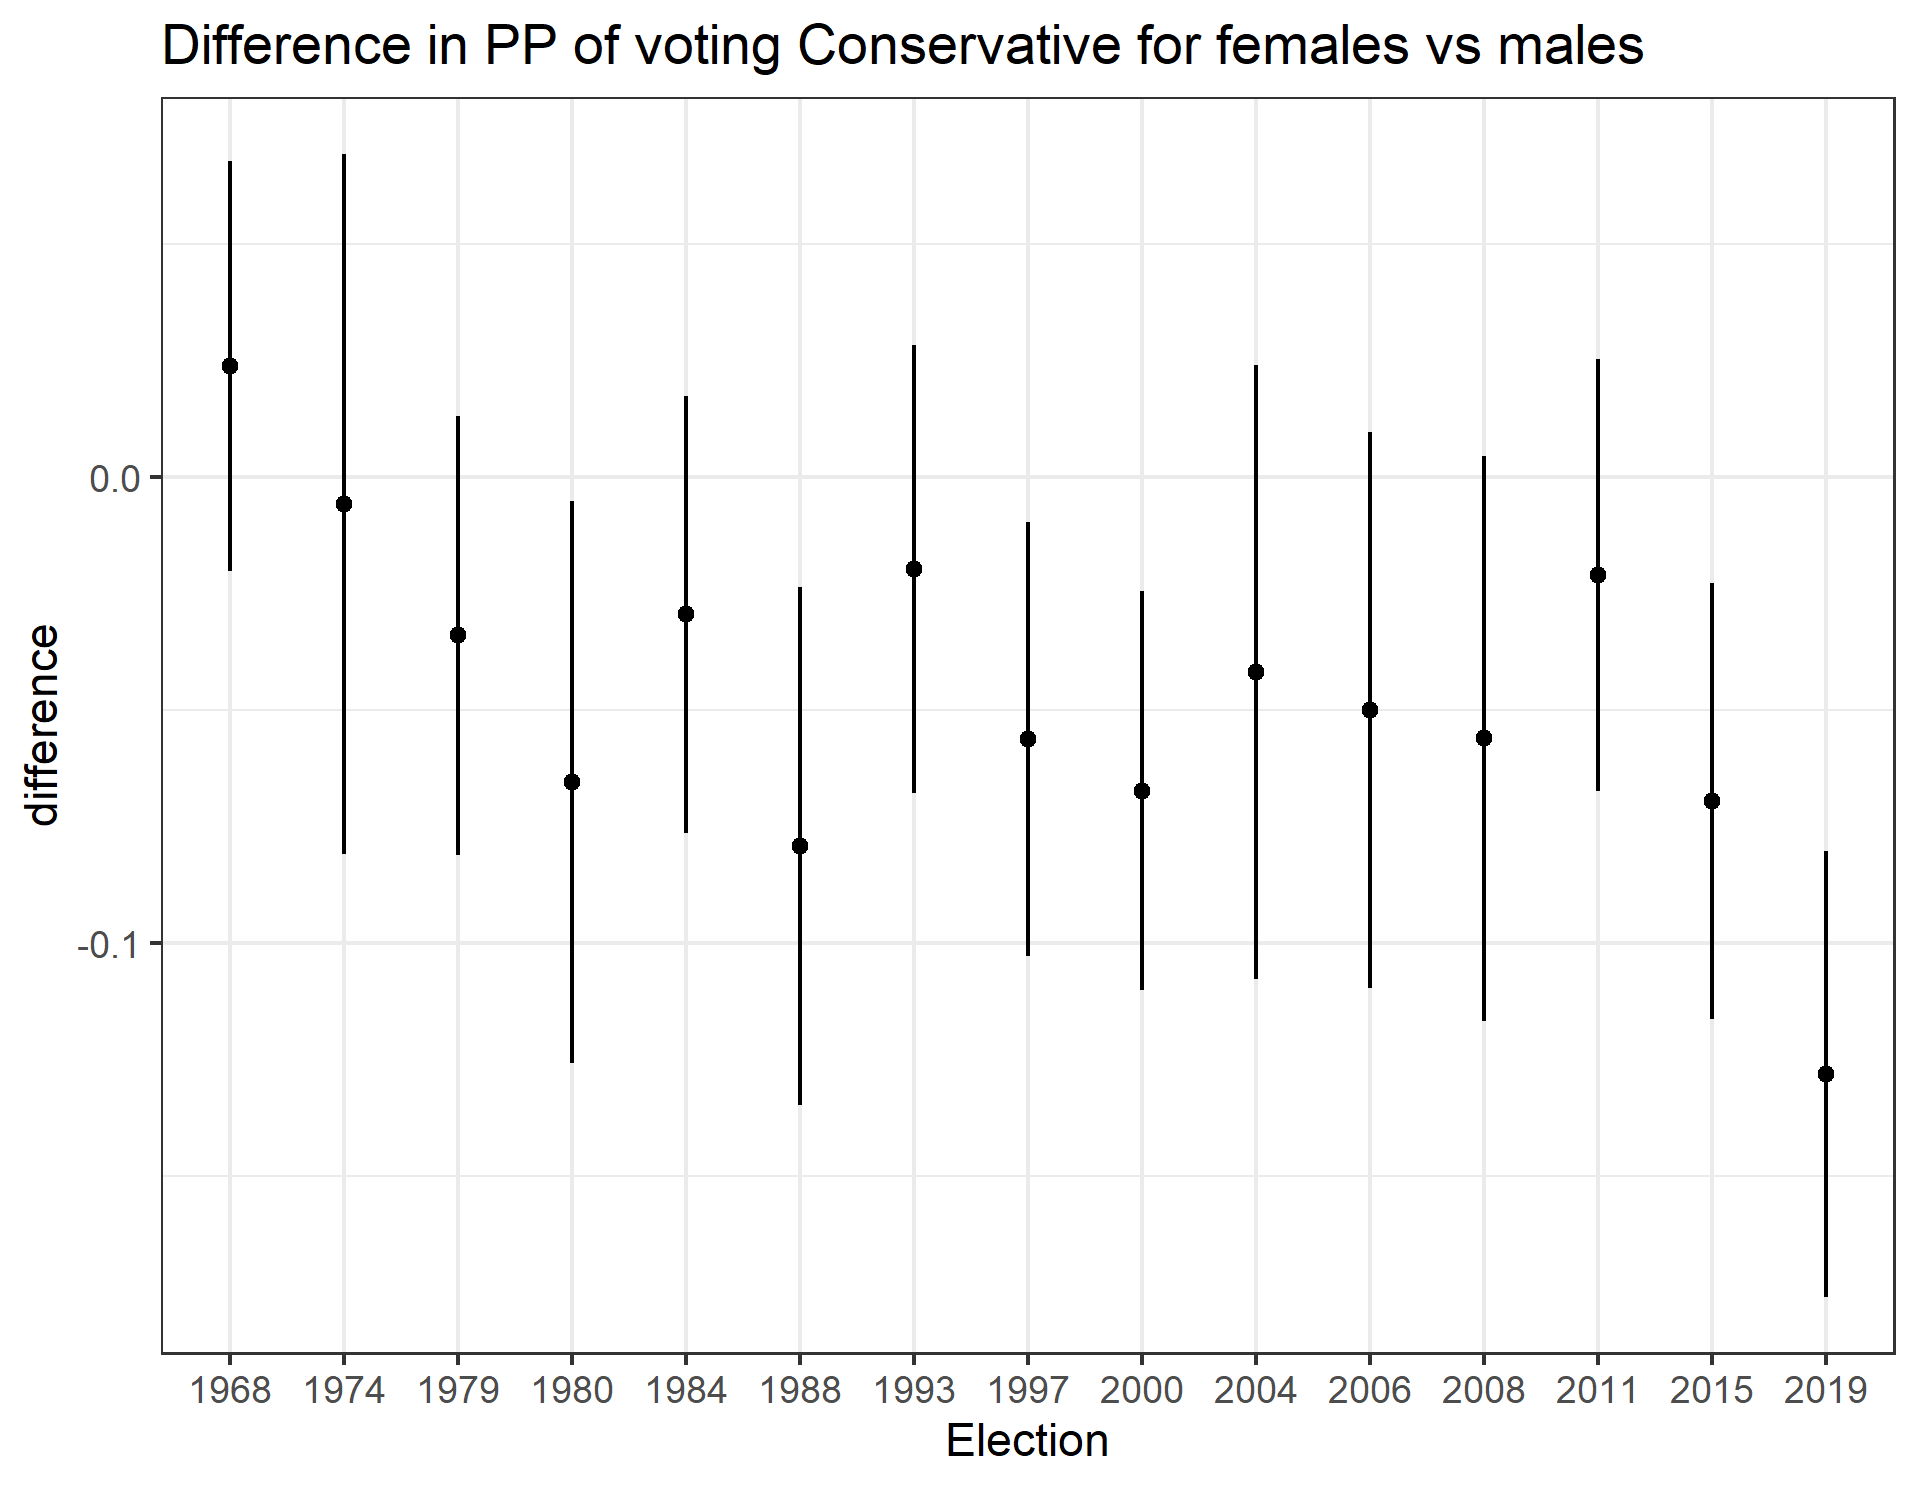 Difference in PP of voting Conservative for females vs males
0.0
-0.1
difference
1968 1974 1979 1980 1984 1988 1993 1997 2000 2004 2006 2008 2011 2015 2019
Election